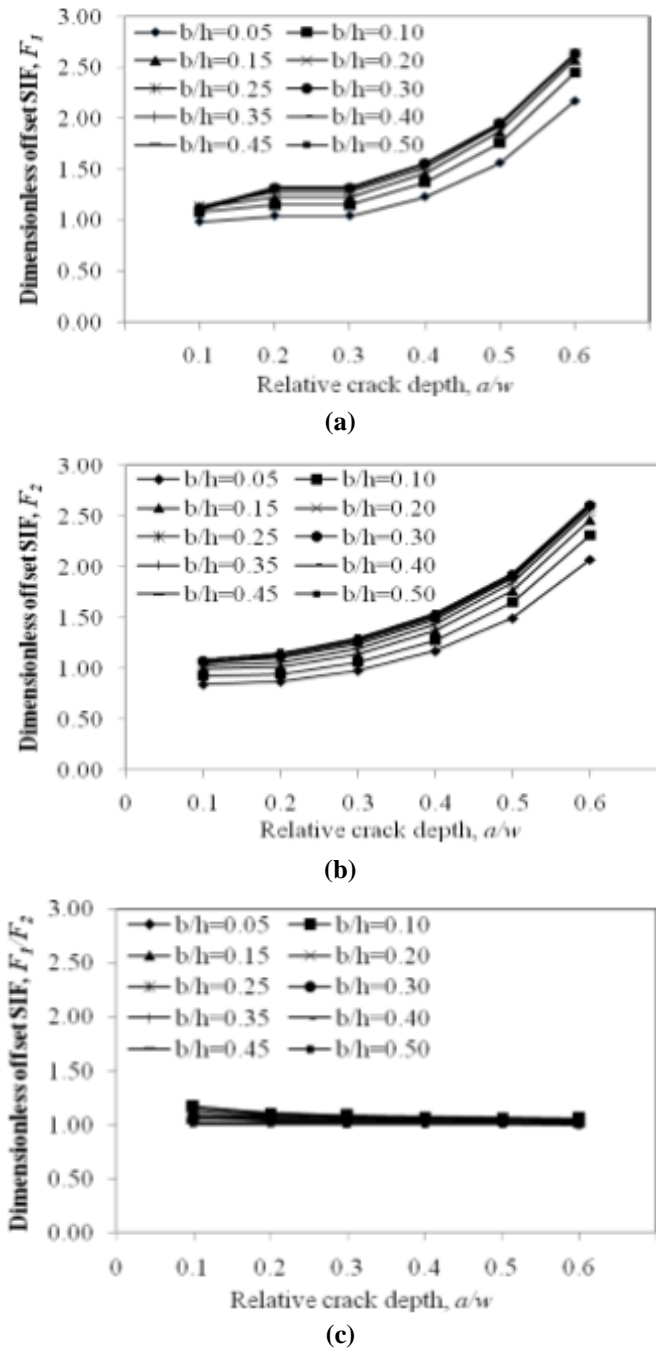 Dimensionless offset SIF, F1
3.00
2.50
2.00
1.50
1.00
0.50
0.00
b/h=0.05 b/h=0.10
b/h=0.15 b/h=0.20
b/h=0.25 b/h=0.30
b/h=0.35 b/h=0.40
b/h=0.45 b/h=0.50
0.1 0.2 0.3 0.4 0.5 0.6
Relative crack depth, a/w
(a)
Dimensionless offset SIF, F2
3.00
2.50
2.00
1.50
1.00
0.50
0.00
b/h=0.05 b/h=0.10
b/h=0.15 b/h=0.20
b/h=0.25 b/h=0.30
b/h=0.35 b/h=0.40
b/h=0.45 b/h=0.50
0 0.1 0.2 0.3 0.4 0.5 0.6
Relative crack depth, a/w
(b)
Dimensionless offset SIF, F1/F2
3.00
2.50
2.00
1.50
1.00
0.50
0.00
b/h=0.05 b/h=0.10
b/h=0.15 b/h=0.20
b/h=0.25 b/h=0.30
b/h=0.35 b/h=0.40
b/h=0.45 b/h=0.50
0 0.1 0.2 0.3 0.4 0.5 0.6
Relative crack depth, a/w
(c)